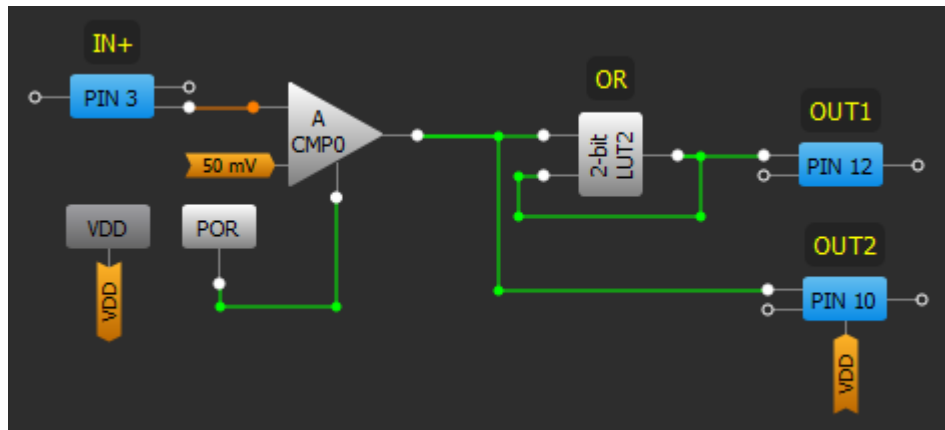 IN+
PIN 3
A
CMP0
50 mV
VDD
POR
VDD
OR
2-bit
LUT2
OUT1
PIN 12
OUT2
PIN 10
VDD